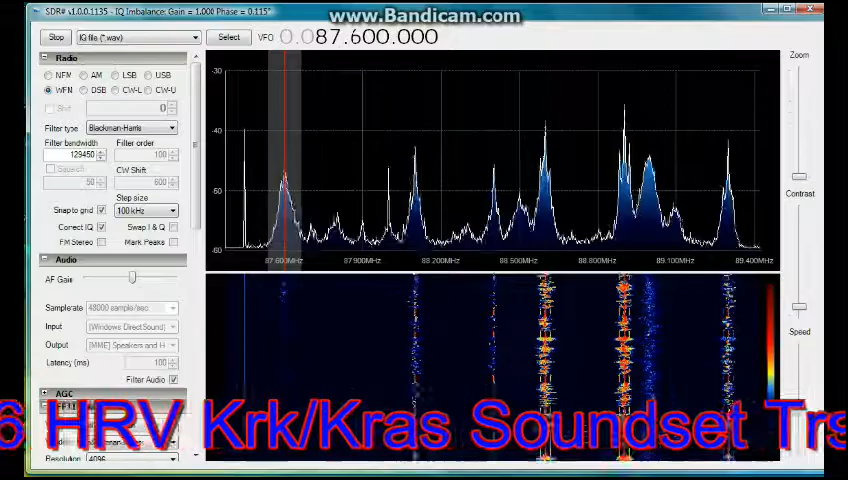 www.Bandicam.com
SDR# v1.0.0.1135 - IQ Imbalance: Gain = 1.000 Phase = 0.115°
Stop
IQ file (*.wav)
Select
VFO
0.087.600.000
Radio
NFM
AM
LSB
USB
WFM
DSB
CW-L
CW-U
Shift
0
Filter type
Blackman-Harris
Filter bandwidth
Filter order
129450
100
Squelch
CW Shift
50
600
Step size
Snap to grid
100 kHz
Correct IQ
Swap I & Q
FM Stereo
Mark Peaks
Audio
AF Gain
Samplerate
48000 sample/sec
Input
[Windows DirectSound]
Output
[MME] Speakers and H
Latency (ms)
100
Filter Audio
AGC
Resolution
4096
-30
-40
-50
-60
87.600MHz
87.900MHz
88.200MHz
88.500MHz
88.800MHz
89.100MHz
89.400MHz
Zoom
Contrast
Speed
6 HRV Krk/Kras Soundset Trs